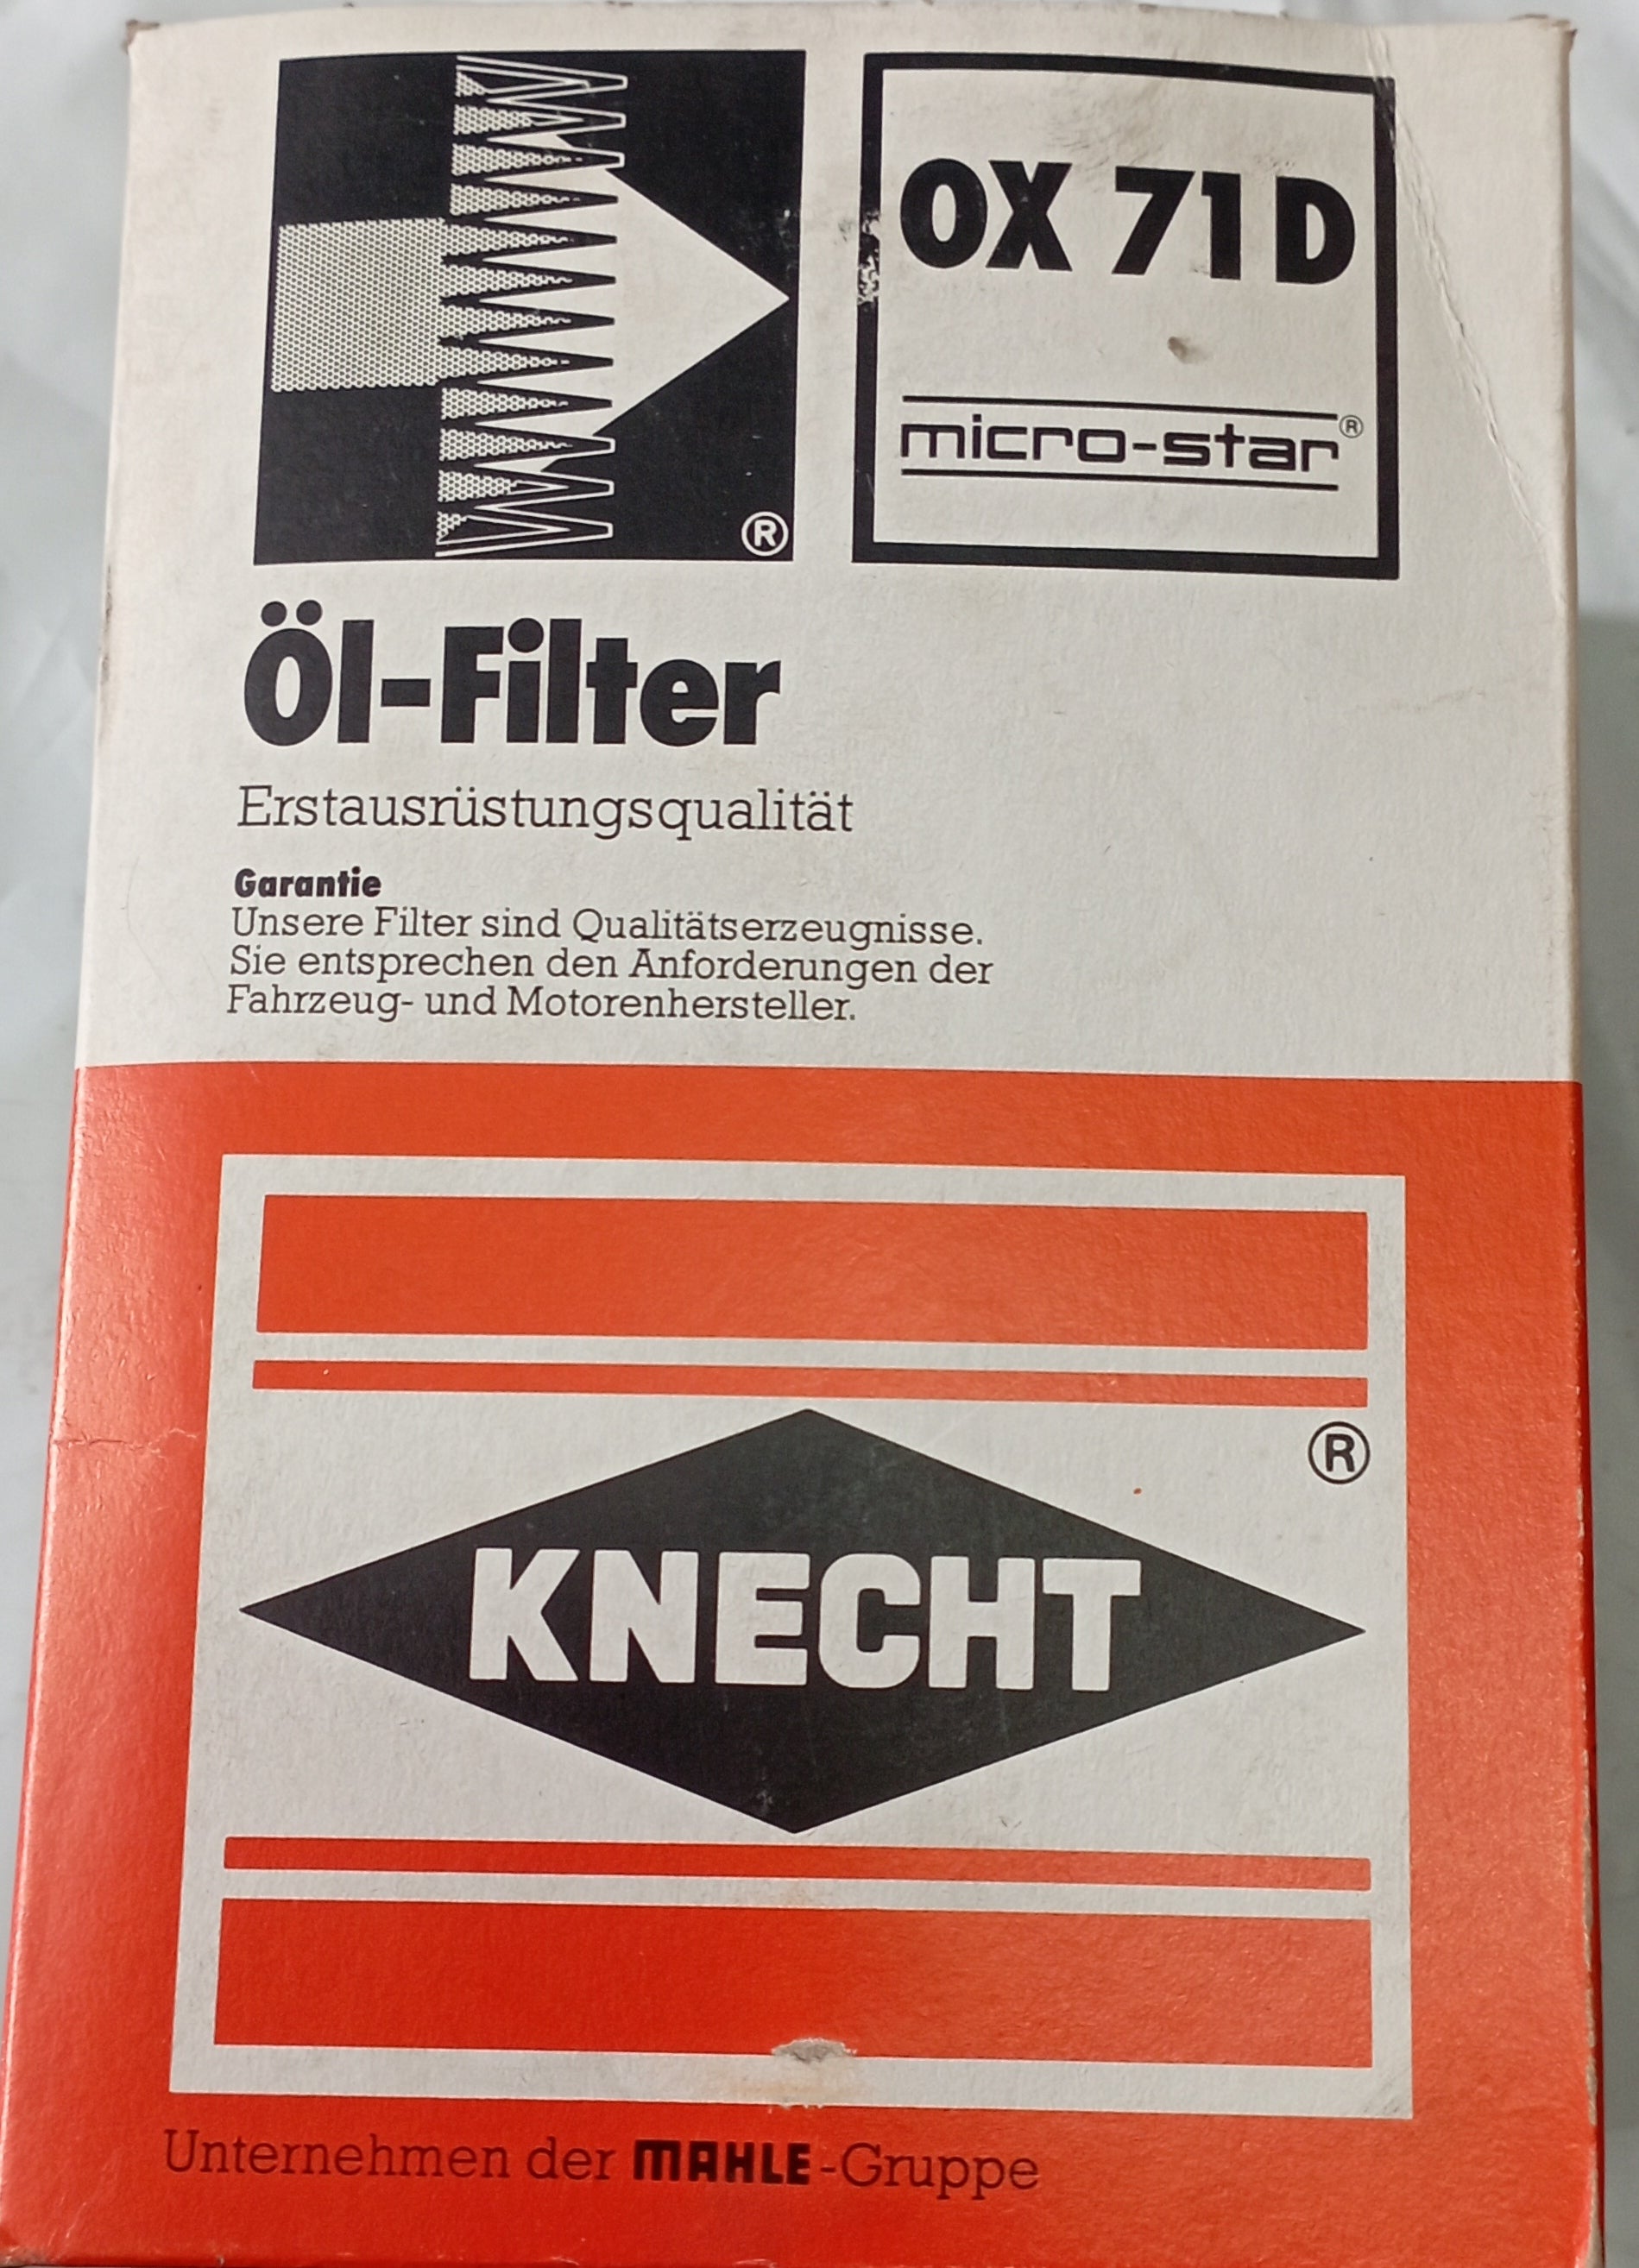 OX 71 D
micro-star®
®
Öl-Filter
Erstausrüstungsqualität
Garantie
Unsere Filter sind Qualitätserzeugnisse.
Sie entsprechen den Anforderungen der
Fahrzeug- und Motorenhersteller.
®
KNECHT
Unternehmen der MAHLE-Gruppe